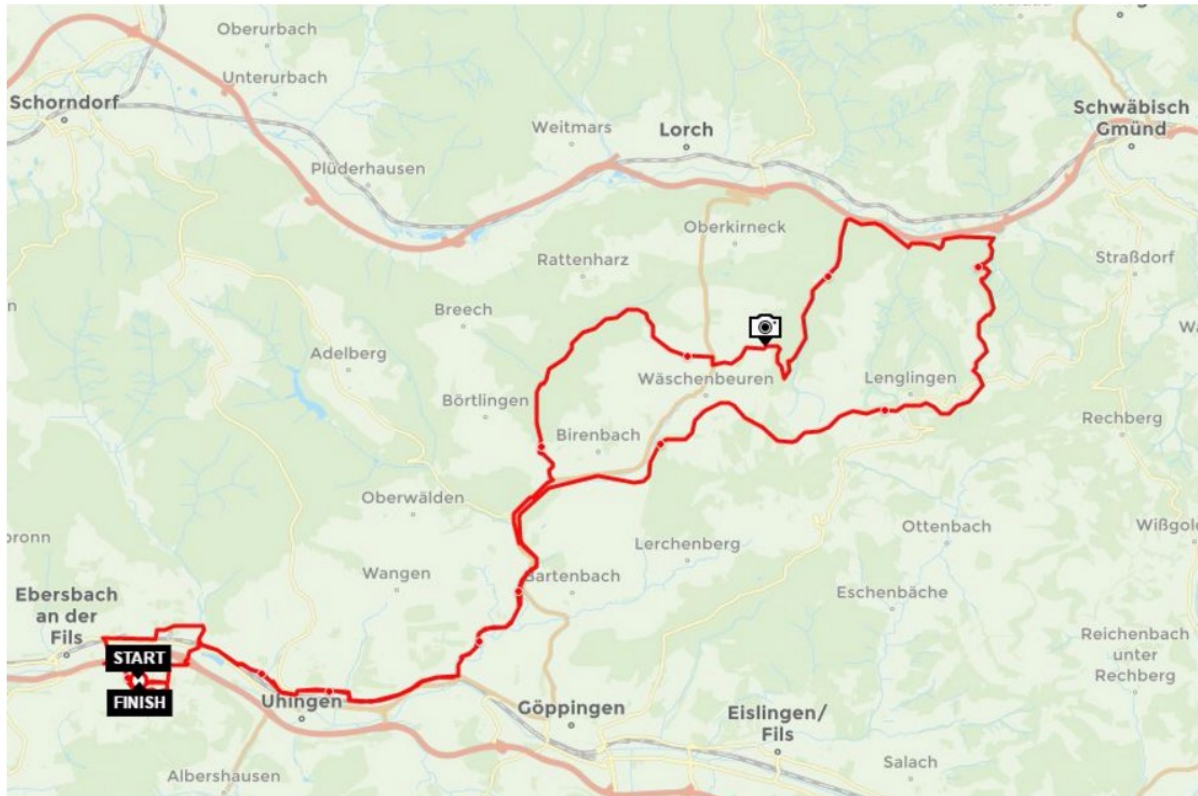 Oberurbach
Unterurbach
Schorndorf
Plüderhausen
Weitmars
Lorch
Schwäbisch
Gmünd
Oberkirneck
Straßdorf
Rattenharz
n
Breech
Adelberg
Wäschenbeuren
Lenglingen
Börtlingen
Rechberg
Birenbach
Oberwälden
Ottenbach
Wißgold
bronn
Lerchenberg
Wangen
Bartenbach
Eschenbäche
Ebersbach
an der
Fils
START
FINISH
Reichenbach
unter
Rechberg
Uhingen
Göppingen
Eislingen/
Fils
Salach
Albershausen